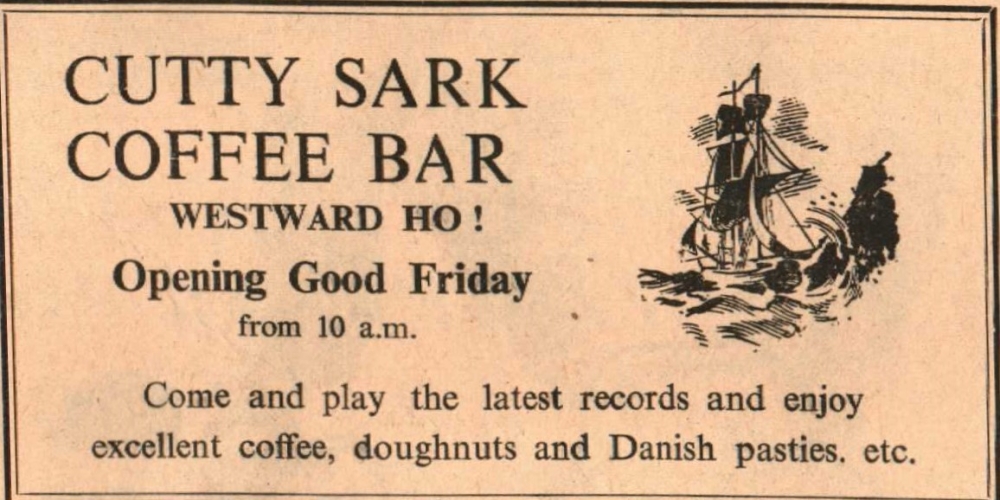 CUTTY SARK
COFFEE BAR
WESTWARD HO!
Opening Good Friday
from 10 a.m.
Come and play the latest records and enjoy
excellent coffee, doughnuts and Danish pasties. etc.